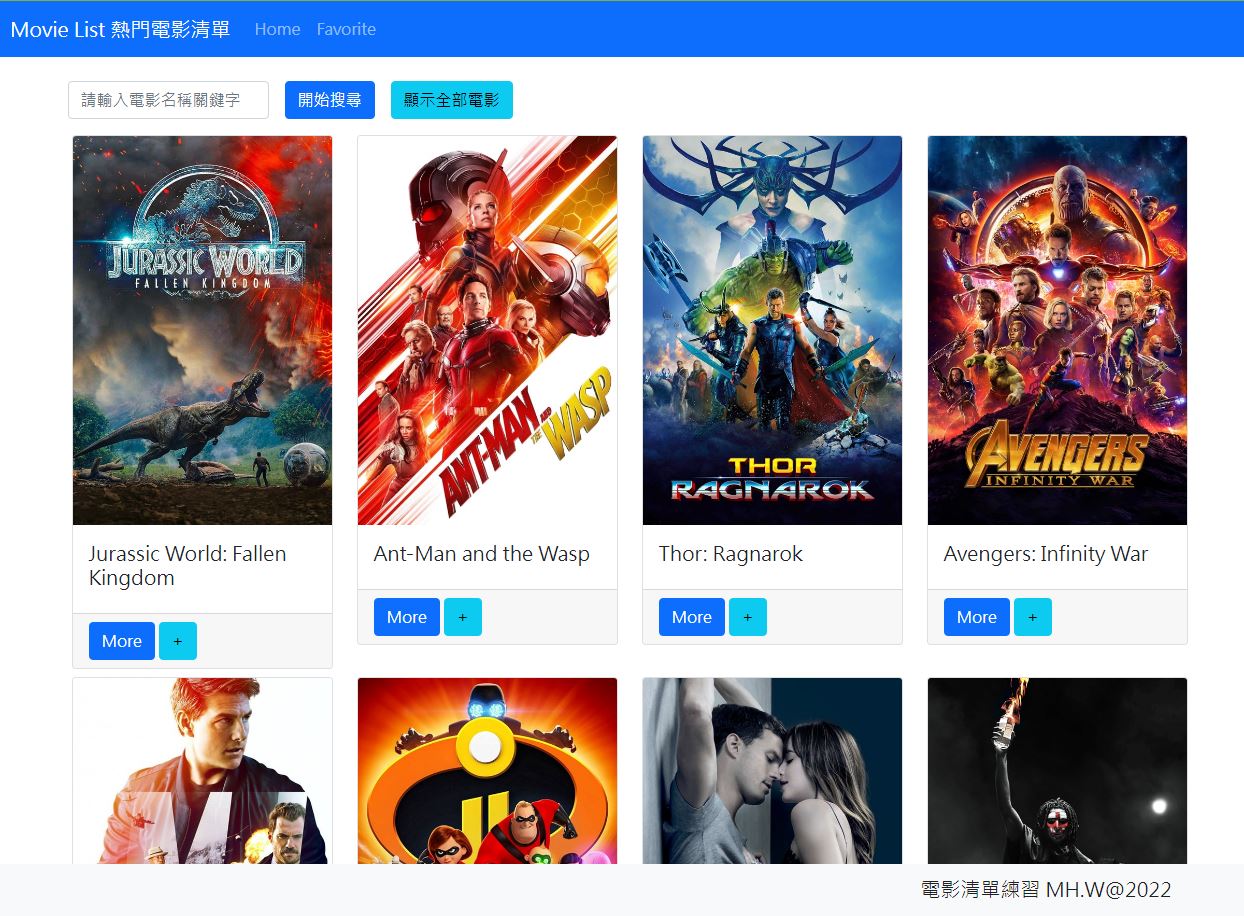 Movie List 熱門電影清單 Home Favorite
請輸入電影名稱關鍵字 開始搜尋 顯示全部電影
JURASSIC WORLD
FALLEN KINGDOM
ANT-MAN AND THE WASP
THOR
RAGNAROK
AVENGERS
INFINITY WAR
Jurassic World: Fallen
Kingdom
Ant-Man and the Wasp
Thor: Ragnarok
Avengers: Infinity War
More +
More +
More +
More +
電影清單練習 MH.W@2022